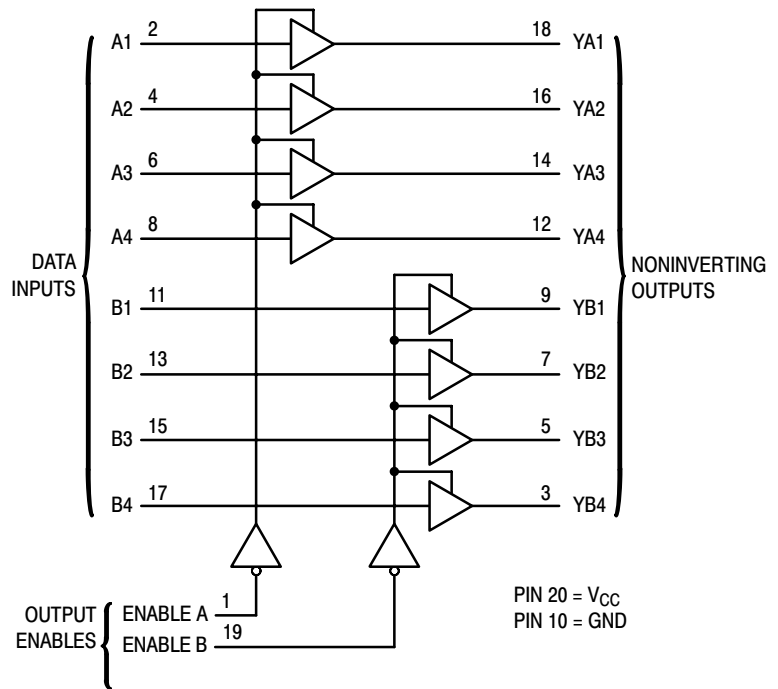 A1 2 18 YA1
A2 4 16 YA2
A3 6 14 YA3
A4 8 12 YA4
DATA
INPUTS
NONINVERTING
OUTPUTS
B1 11 9 YB1
B2 13 7 YB2
B3 15 5 YB3
B4 17 3 YB4
OUTPUT
ENABLES
ENABLE A 1
ENABLE B 19
PIN 20 = VCC
PIN 10 = GND